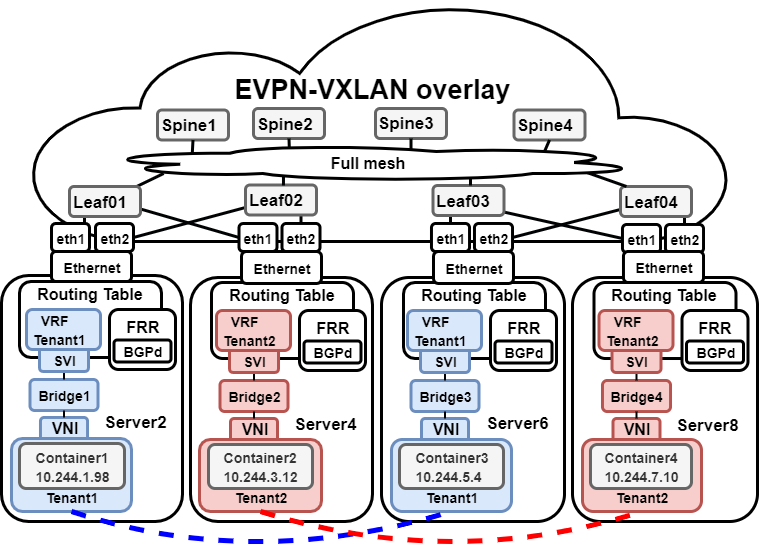 EVPN-VXLAN overlay
Spine1
Spine2
Spine3
Spine4
Full mesh
Leaf01
Leaf02
Leaf03
Leaf04
eth1
eth2
eth1
eth2
eth1
eth2
eth1
eth2
Ethernet
Ethernet
Ethernet
Ethernet
Routing Table
VRF
Tenant1
FRR
BGPd
SVI
Bridge1
Server2
VNI
Container1
10.244.1.98
Tenant1
Routing Table
VRF
Tenant2
FRR
BGPd
SVI
Bridge2
Server4
VNI
Container2
10.244.3.12
Tenant2
Routing Table
VRF
Tenant1
FRR
BGPd
SVI
Bridge3
Server6
VNI
Container3
10.244.5.4
Tenant1
Routing Table
VRF
Tenant2
FRR
BGPd
SVI
Bridge4
Server8
VNI
Container4
10.244.7.10
Tenant2